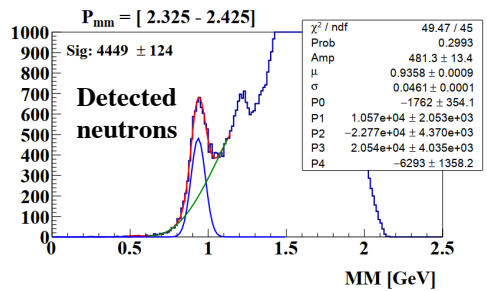 P_mm = [ 2.325 - 2.425]
Sig: 4449 ± 124
Detected
neutrons
χ² / ndf 49.47 / 45
Prob 0.2993
Amp 481.3 ± 13.4
μ 0.9358 ± 0.0009
σ 0.0461 ± 0.0001
P0 −1762 ± 354.1
P1 1.057e+04 ± 2.053e+03
P2 −2.277e+04 ± 4.370e+03
P3 2.054e+04 ± 4.035e+03
P4 −6293 ± 1358.2
1000
900
800
700
600
500
400
300
200
100
0
0 0.5 1 1.5 2 2.5
MM [GeV]